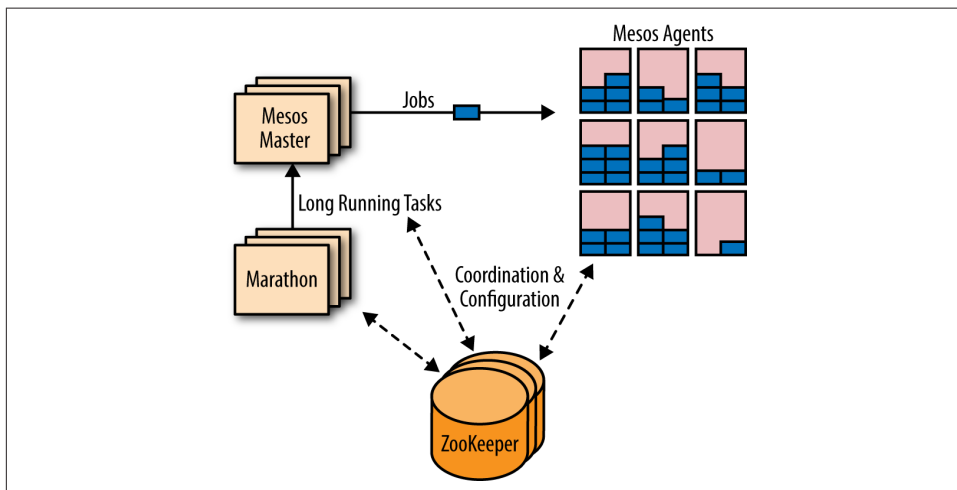 Mesos Agents
Jobs
Mesos
Master
Long Running Tasks
Marathon
Coordination &
Configuration
ZooKeeper